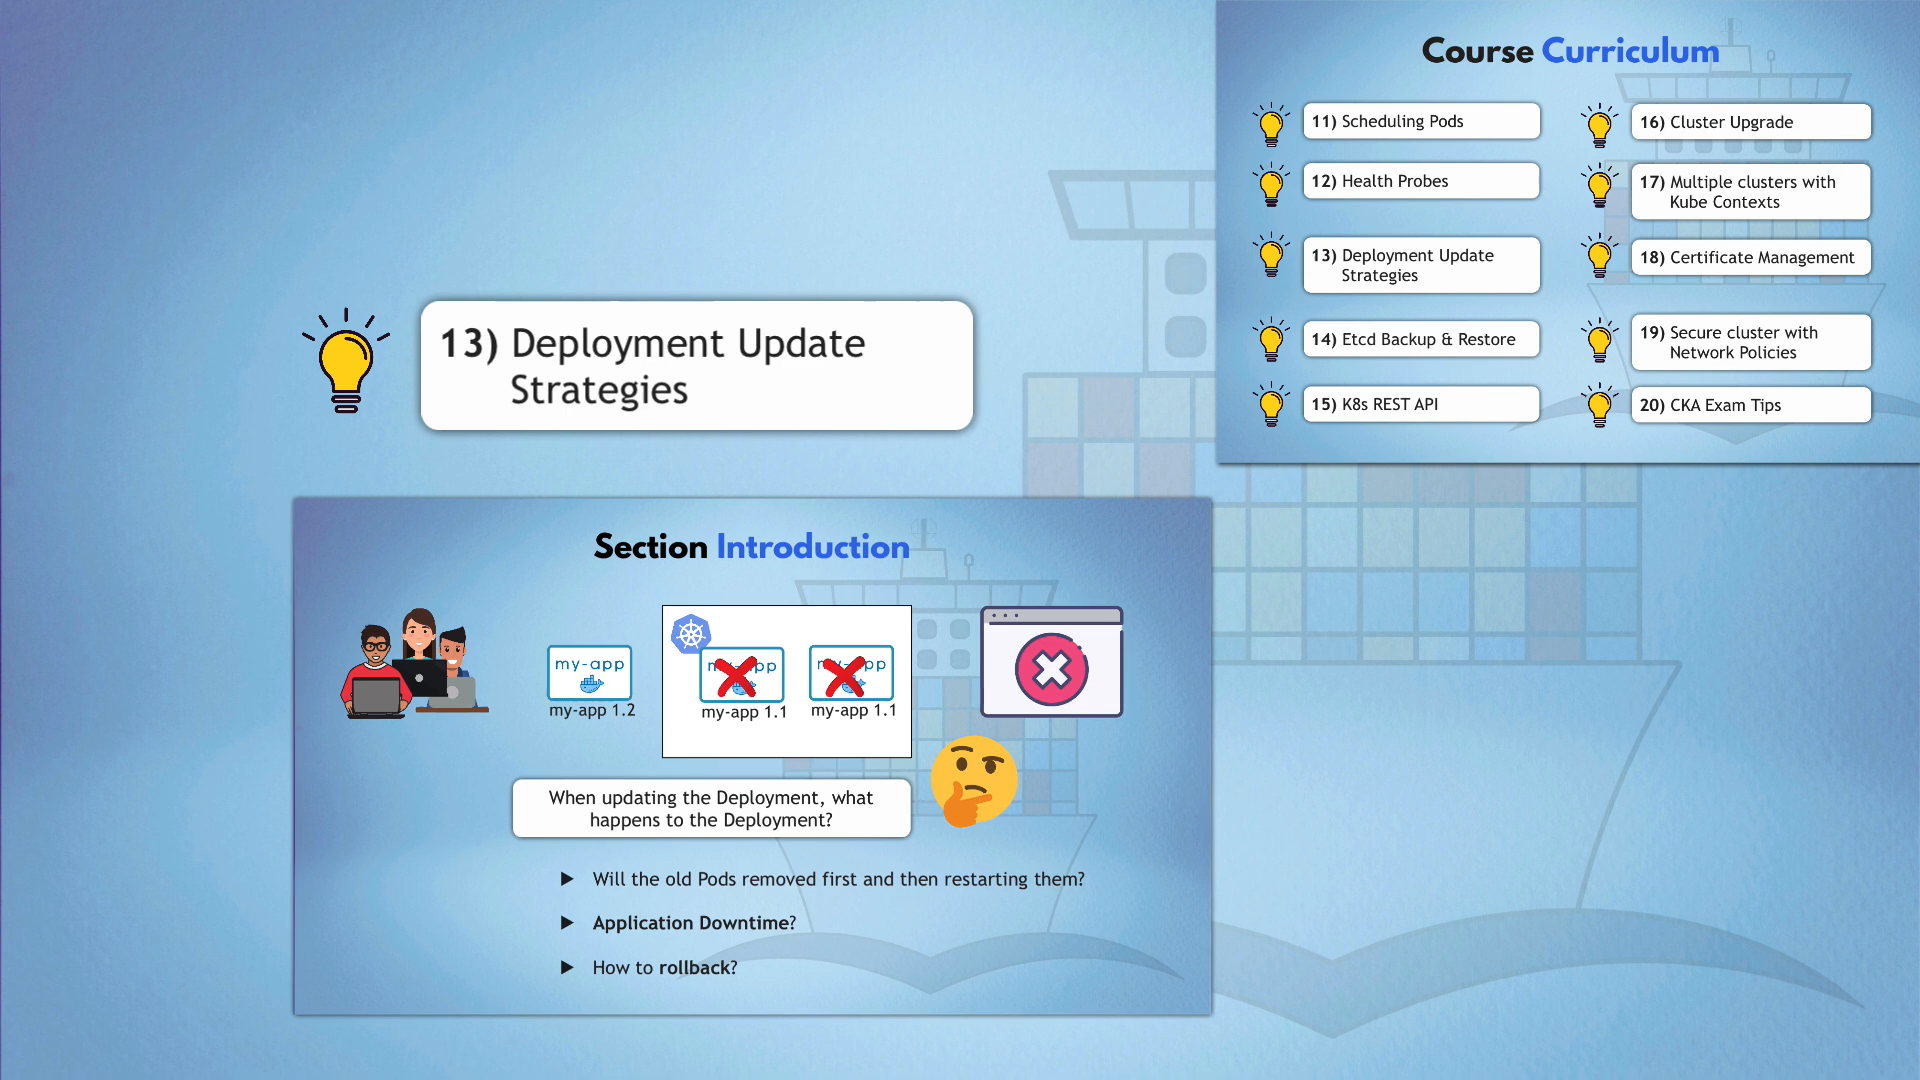 Course Curriculum
11) Scheduling Pods
12) Health Probes
13) Deployment Update
Strategies
14) Etcd Backup & Restore
15) K8s REST API
16) Cluster Upgrade
17) Multiple clusters with
Kube Contexts
18) Certificate Management
19) Secure cluster with
Network Policies
20) CKA Exam Tips
13) Deployment Update
Strategies
Section Introduction
my-app
my-app 1.2
my-app 1.1
my-app 1.1
When updating the Deployment, what
happens to the Deployment?
Will the old Pods removed first and then restarting them?
Application Downtime?
How to rollback?